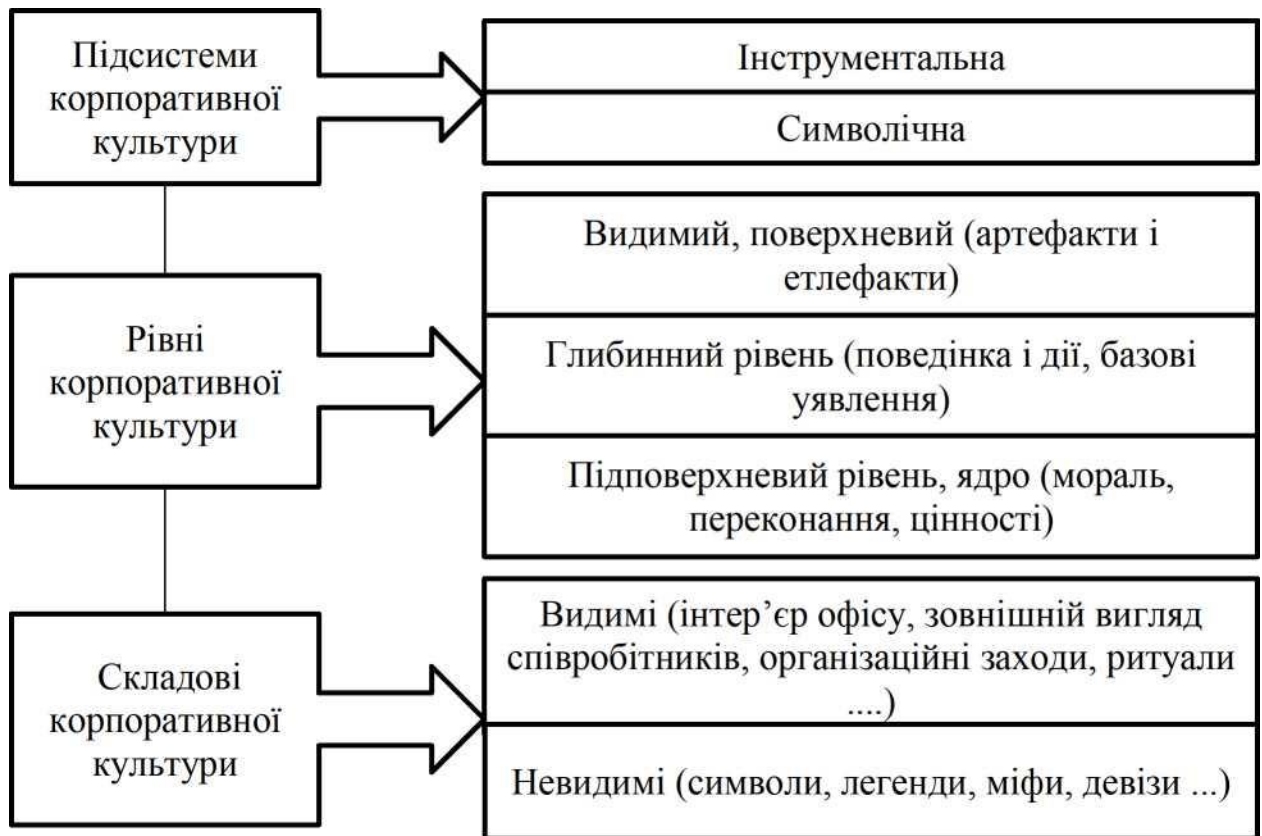 Підсистеми
корпоративної
культури
Інструментальна
Символічна
Рівні
корпоративної
культури
Видимий, поверхневий (артефакти і
етлефакти)
Глибинний рівень (поведінка і дії, базові
уявлення)
Підповерхневий рівень, ядро (мораль,
переконання, цінності)
Складові
корпоративної
культури
Видимі (інтер’єр офісу, зовнішній вигляд
співробітників, організаційні заходи, ритуали
....)
Невидимі (символи, легенди, міфи, девізи ...)